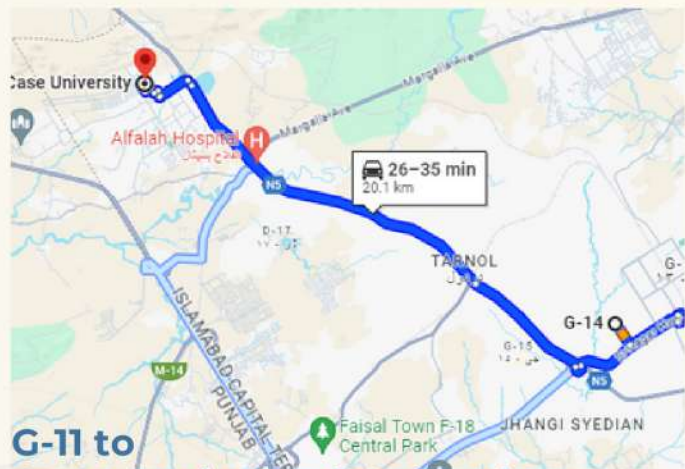 Case University
Margalla Ave
Alfalah Hospital
H
Margalla Ave
N5
26–35 min
20.1 km
D-17
TARNOL
G-14
G-15
N5
JHANGI SYEDIAN
M-14
ISLAMABAD CAPITAL TER
PUNJAB
Faisal Town F-18
Central Park
G-11 to